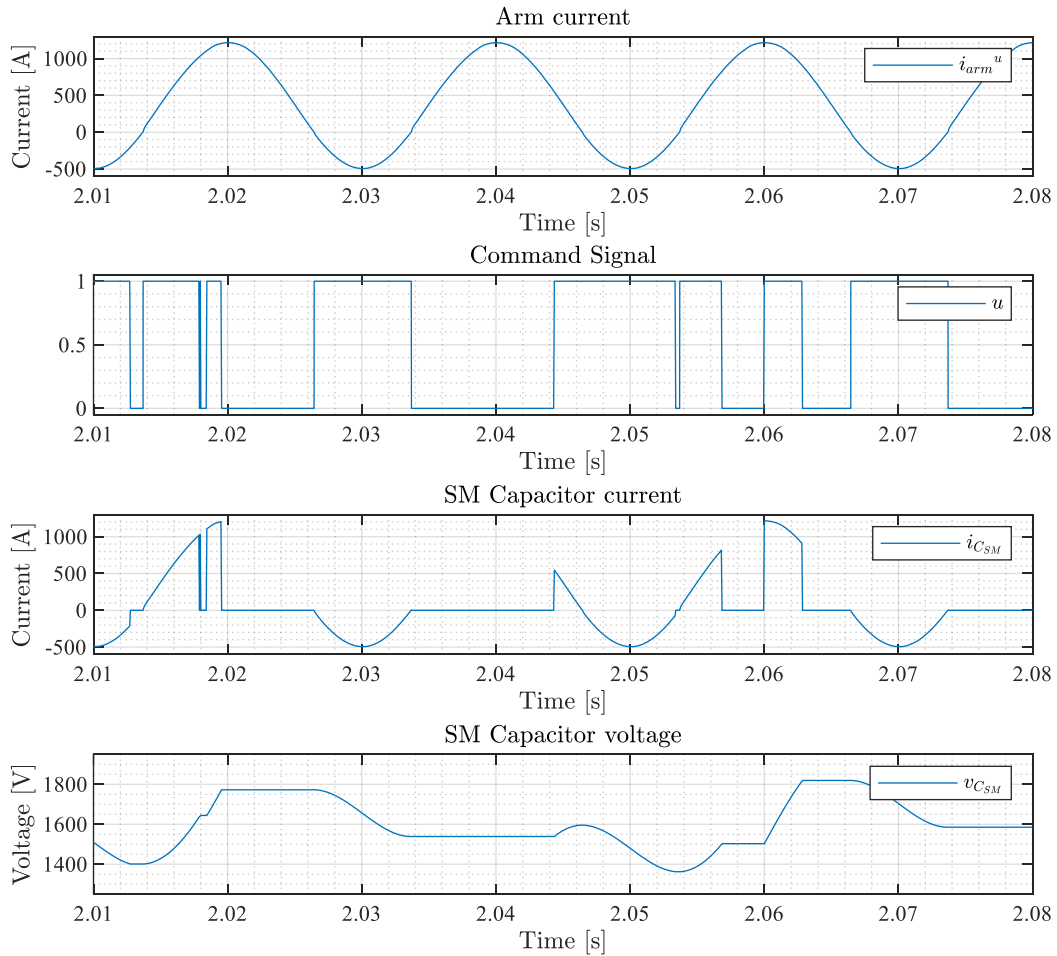 Arm current
Current [A]
1000
500
0
-500
i_arm^u
2.01 2.02 2.03 2.04 2.05 2.06 2.07 2.08
Time [s]
Command Signal
1
0.5
0
u
2.01 2.02 2.03 2.04 2.05 2.06 2.07 2.08
Time [s]
SM Capacitor current
Current [A]
1000
500
0
-500
i_C_SM
2.01 2.02 2.03 2.04 2.05 2.06 2.07 2.08
Time [s]
SM Capacitor voltage
Voltage [V]
1800
1600
1400
v_C_SM
2.01 2.02 2.03 2.04 2.05 2.06 2.07 2.08
Time [s]